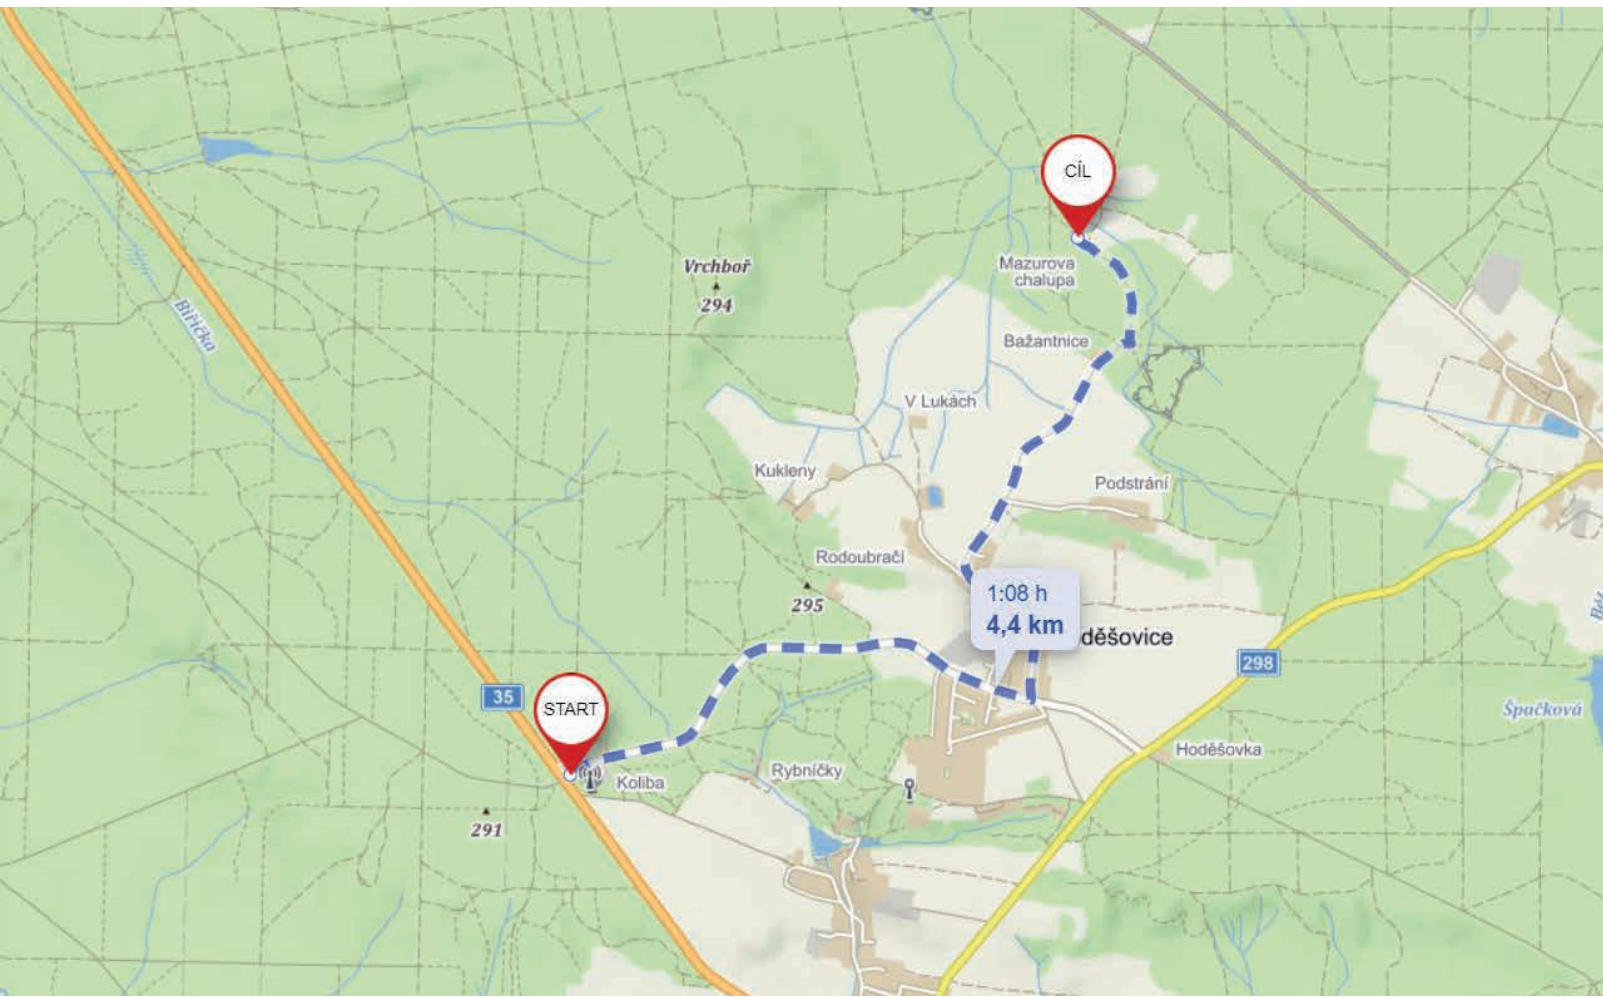 CÍL
Mazurova
chalupa
Vrchboř
294
Biřička
Bažantnice
V Lukách
Kukleny
Podstrání
Rodoubračí
295
1:08 h
4,4 km
děšovice
298
35
START
Špačková
Hoděšovka
Rybníčky
Koliba
291